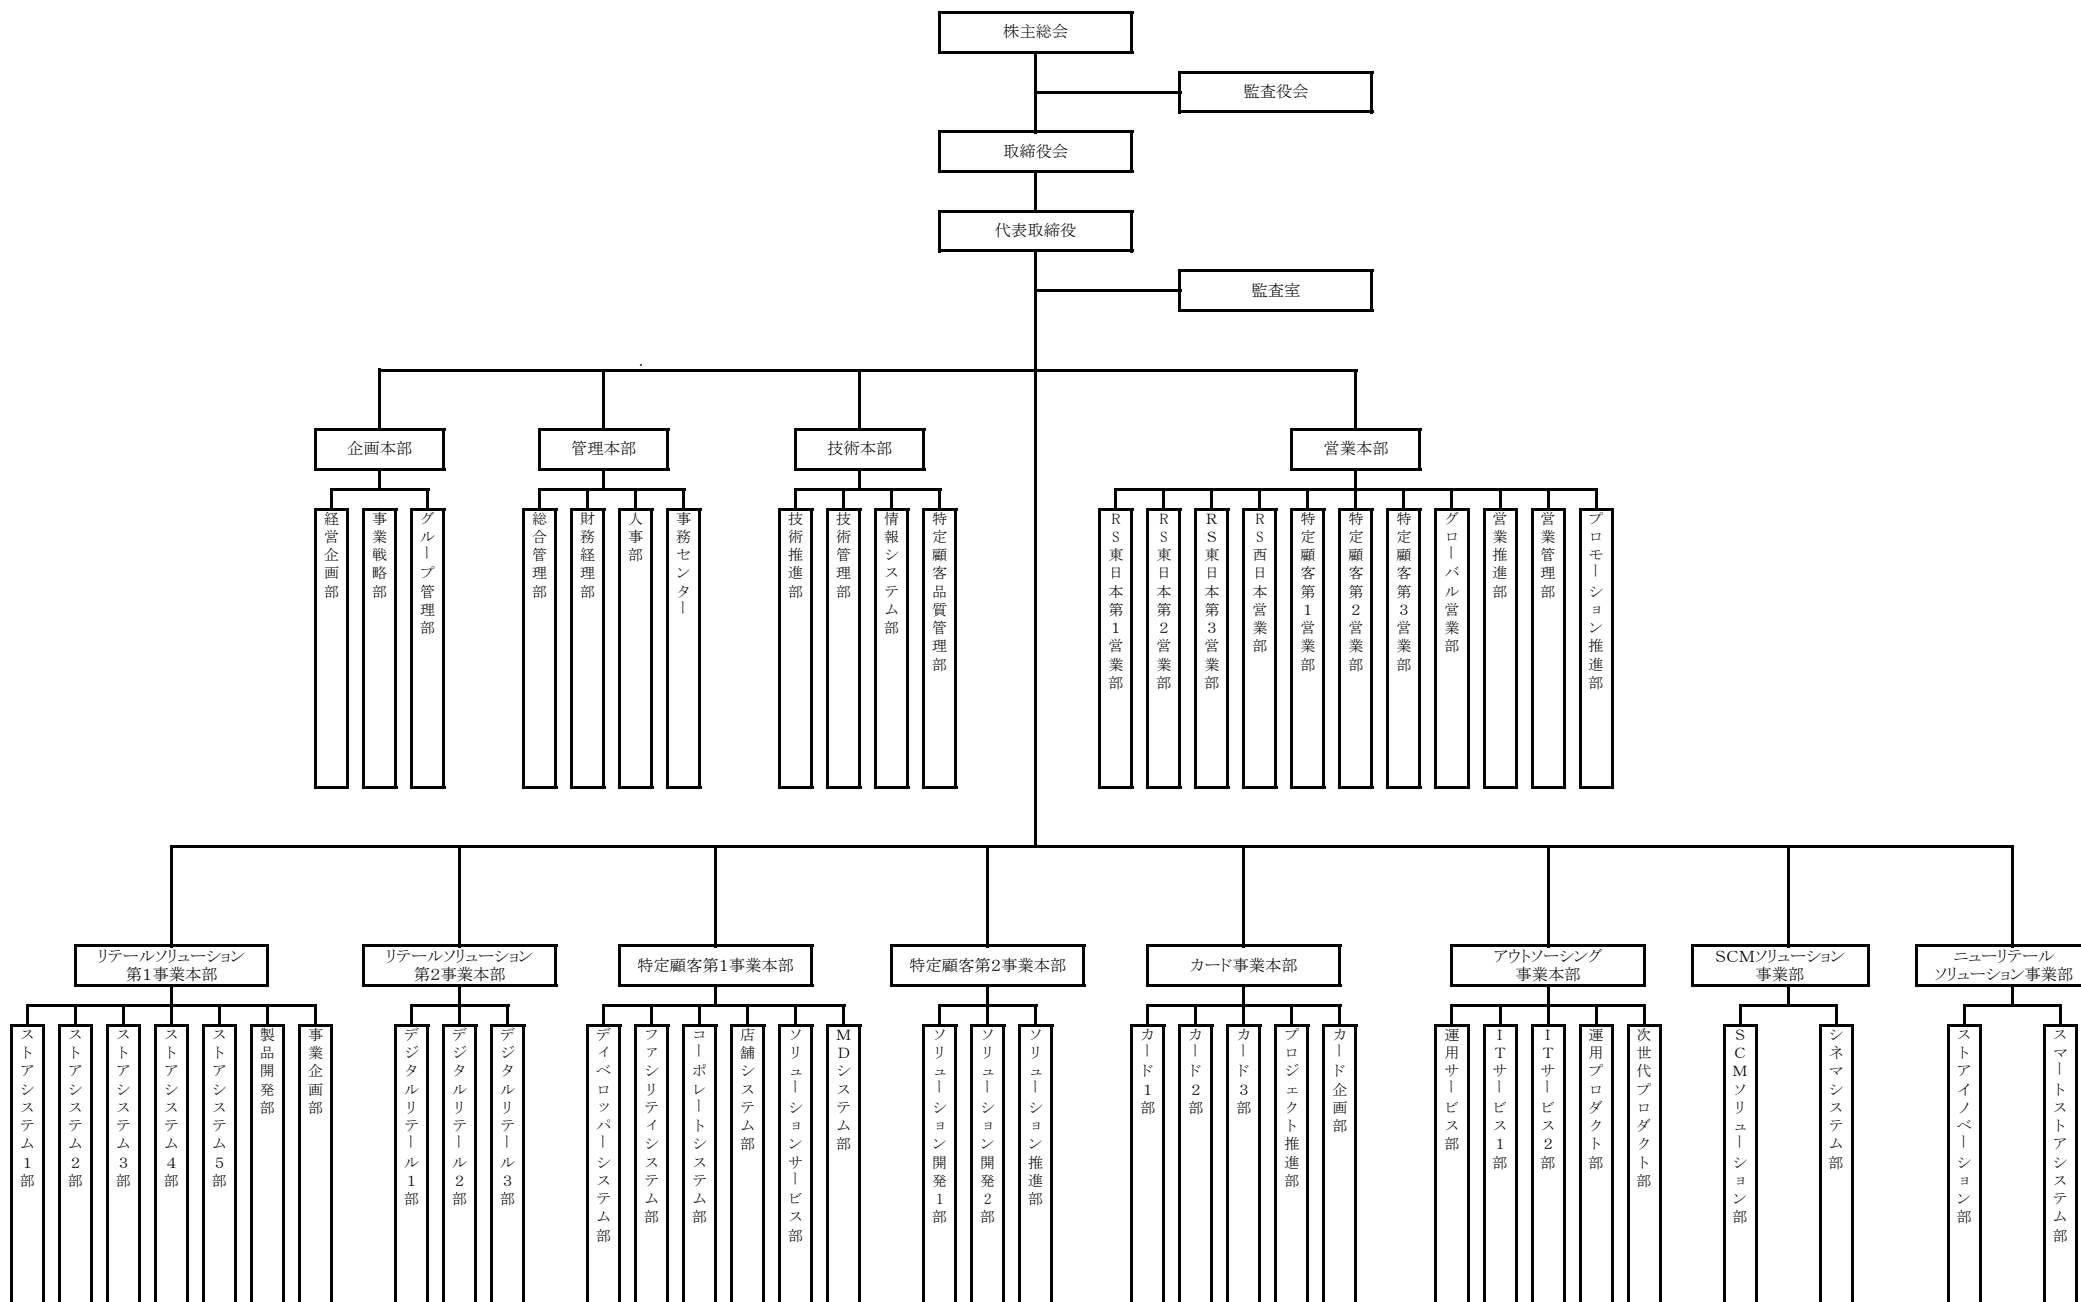 株主総会
監査役会
取締役会
代表取締役
監査室
企画本部
管理本部
技術本部
営業本部
経営企画部
事業戦略部
グループ管理部
総合管理部
財務経理部
人事部
事務センター
技術推進部
技術管理部
情報システム部
特定顧客品質管理部
RS東日本第1営業部
RS東日本第2営業部
RS東日本第3営業部
RS西日本営業部
特定顧客第1営業部
特定顧客第2営業部
特定顧客第3営業部
グローバル営業部
営業推進部
営業管理部
プロモーション推進部
リテールソリューション
第1事業本部
リテールソリューション
第2事業本部
特定顧客第1事業本部
特定顧客第2事業本部
カード事業本部
アウトソーシング
事業本部
SCMソリューション
事業部
ニューリテール
ソリューション事業部
ストアシステム1部
ストアシステム2部
ストアシステム3部
ストアシステム4部
ストアシステム5部
製品開発部
事業企画部
デジタルリテール1部
デジタルリテール2部
デジタルリテール3部
ディベロッパーシステム部
ファシリティシステム部
コーポレートシステム部
店舗システム部
ソリューションサービス部
MDシステム部
ソリューション開発1部
ソリューション開発2部
ソリューション推進部
カード1部
カード2部
カード3部
プロジェクト推進部
カード企画部
運用サービス部
ITサービス1部
ITサービス2部
運用プロダクト部
次世代プロダクト部
SCMソリューション部
シネマシステム部
ストアイノベーション部
スマートストアシステム部